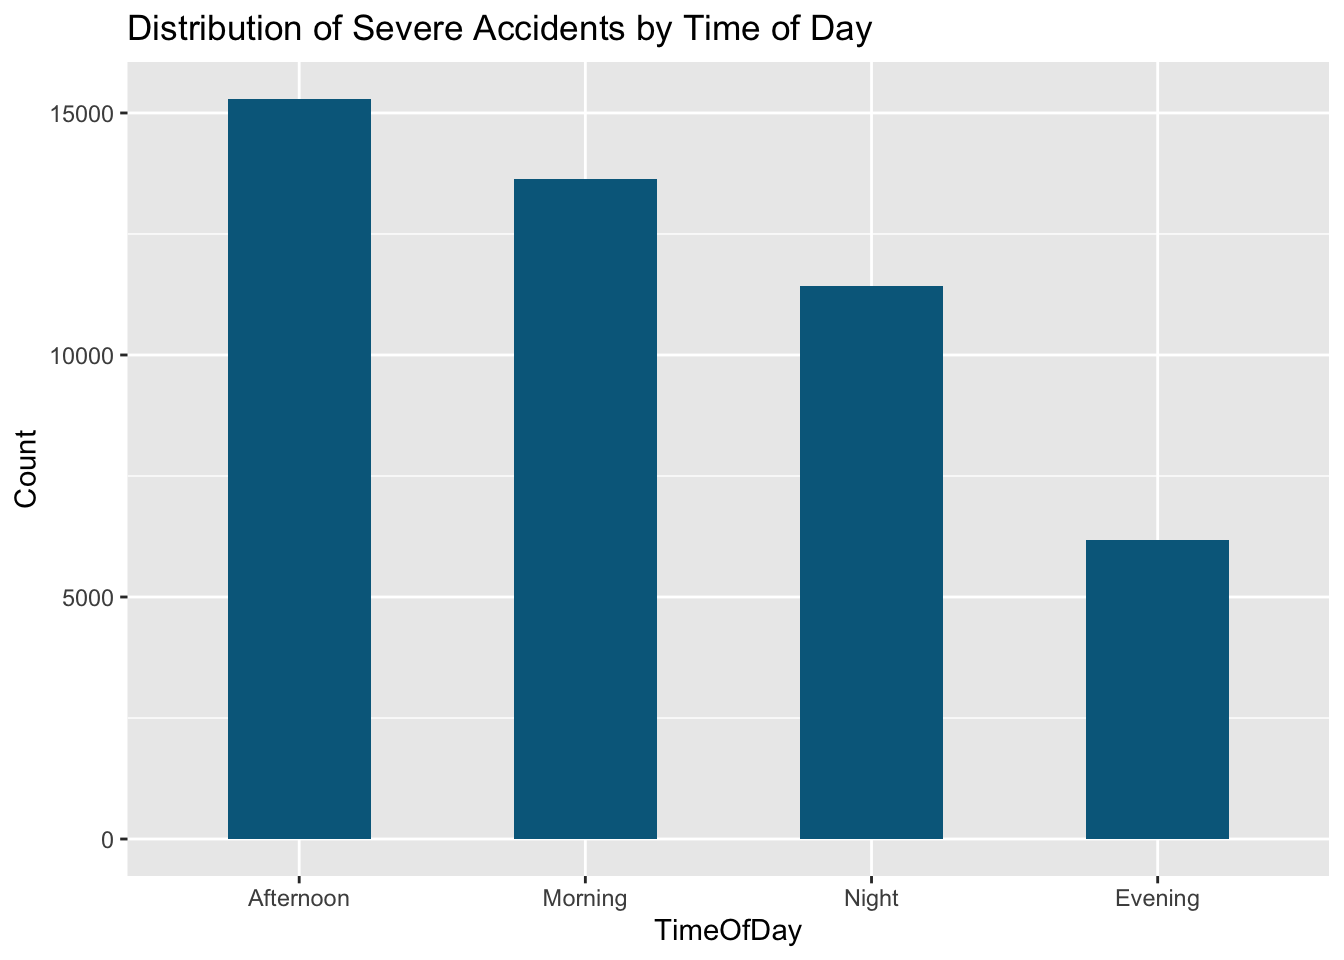 Distribution of Severe Accidents by Time of Day
Count
15000
10000
5000
0
Afternoon Morning Night Evening
TimeOfDay